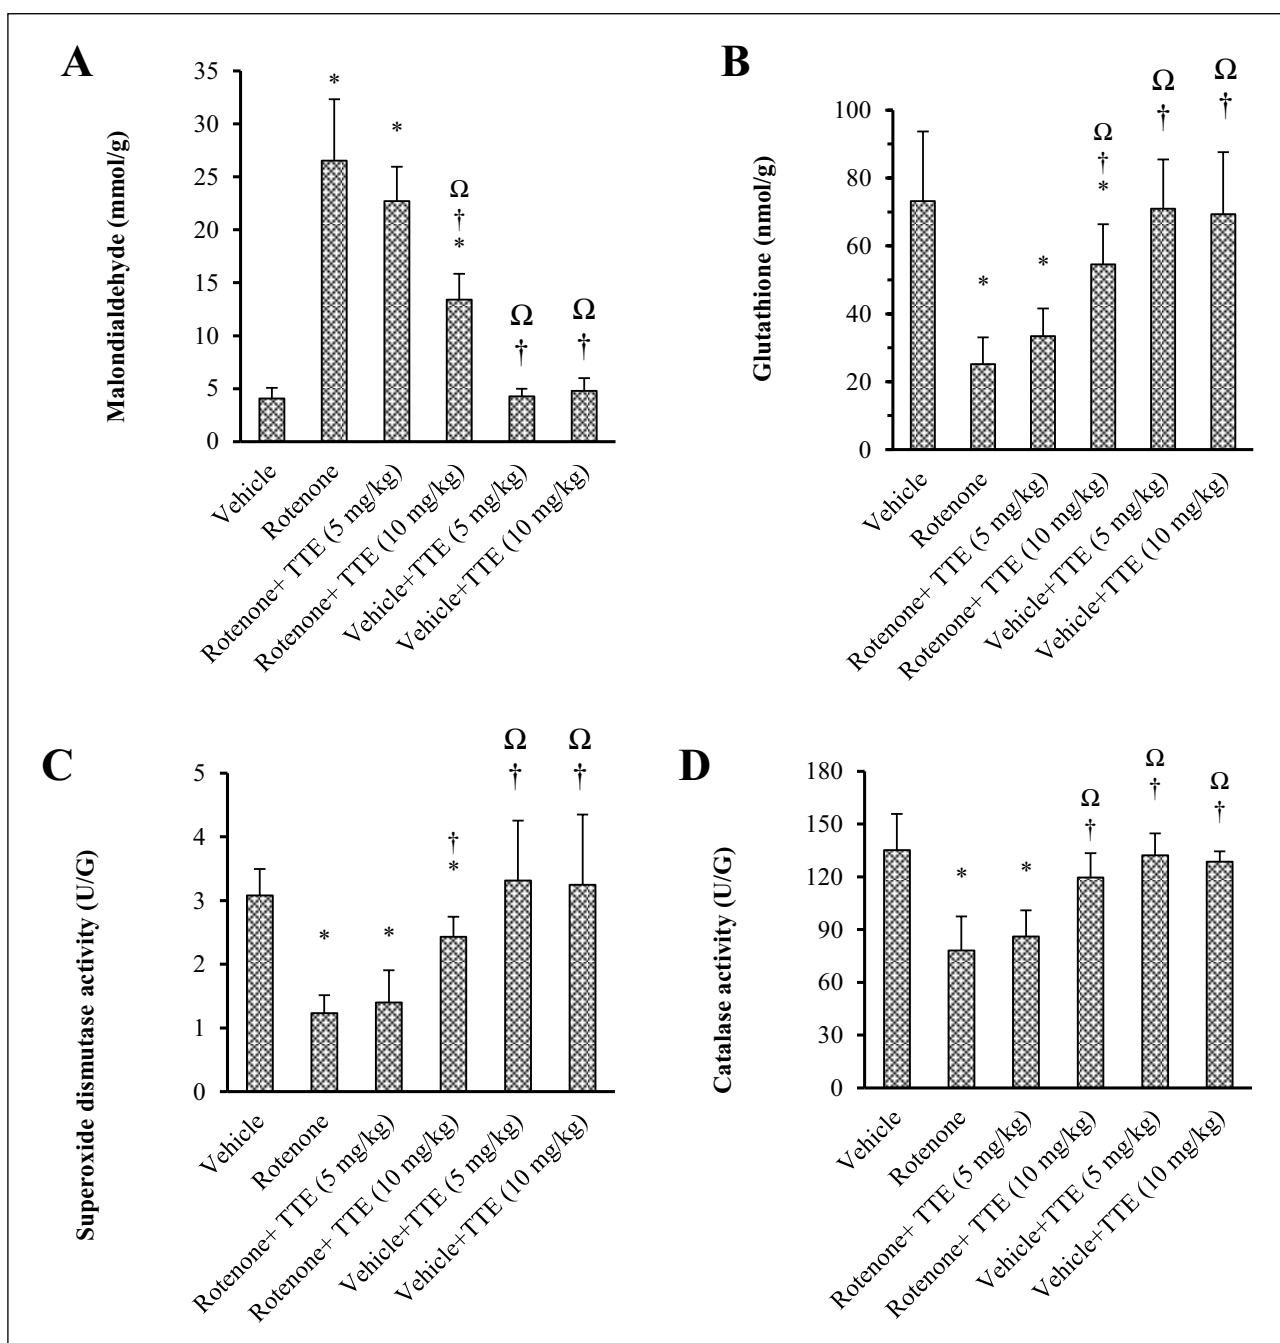 A
Malondialdehyde (mmol/g)
35
30
25
20
15
10
5
0
*
*
Ω
†
*
Ω
†
Ω
†
Vehicle
Rotenone
Rotenone+ TTE (5 mg/kg)
Rotenone+ TTE (10 mg/kg)
Vehicle+TTE (5 mg/kg)
Vehicle+TTE (10 mg/kg)
B
Glutathione (nmol/g)
100
80
60
40
20
0
*
*
Ω
†
*
Ω
†
Ω
†
Vehicle
Rotenone
Rotenone+ TTE (5 mg/kg)
Rotenone+ TTE (10 mg/kg)
Vehicle+TTE (5 mg/kg)
Vehicle+TTE (10 mg/kg)
C
Superoxide dismutase activity (U/G)
5
4
3
2
1
0
*
*
†
*
Ω
†
Ω
†
Vehicle
Rotenone
Rotenone+ TTE (5 mg/kg)
Rotenone+ TTE (10 mg/kg)
Vehicle+TTE (5 mg/kg)
Vehicle+TTE (10 mg/kg)
D
Catalase activity (U/G)
180
150
120
90
60
30
0
*
*
Ω
†
Ω
†
Ω
†
Vehicle
Rotenone
Rotenone+ TTE (5 mg/kg)
Rotenone+ TTE (10 mg/kg)
Vehicle+TTE (5 mg/kg)
Vehicle+TTE (10 mg/kg)